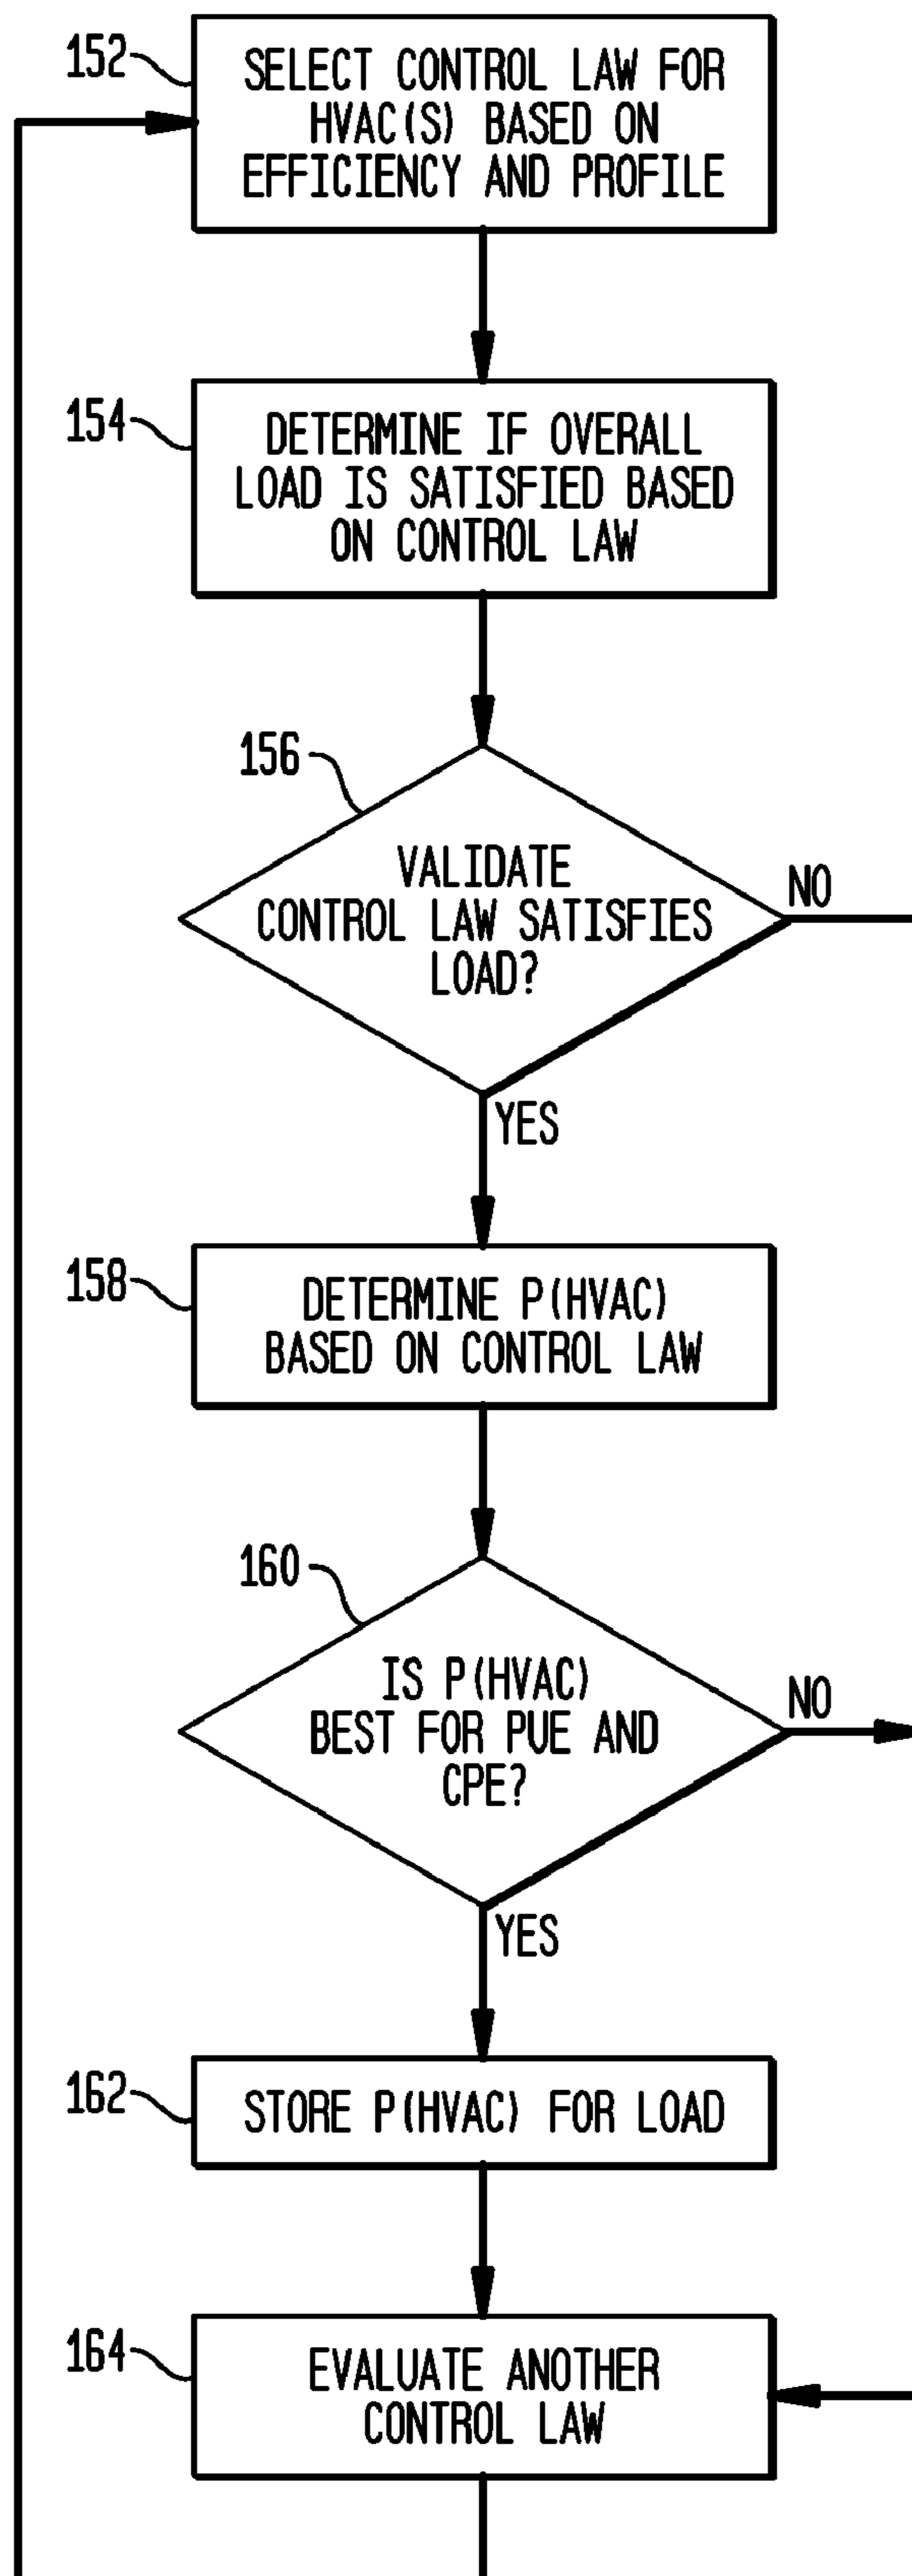 152
SELECT CONTROL LAW FOR
HVAC(S) BASED ON
EFFICIENCY AND PROFILE
154
DETERMINE IF OVERALL
LOAD IS SATISFIED BASED
ON CONTROL LAW
156
VALIDATE
CONTROL LAW SATISFIES
LOAD?
NO
YES
158
DETERMINE P(HVAC)
BASED ON CONTROL LAW
160
IS P(HVAC)
BEST FOR PUE AND
CPE?
NO
YES
162
STORE P(HVAC) FOR LOAD
164
EVALUATE ANOTHER
CONTROL LAW